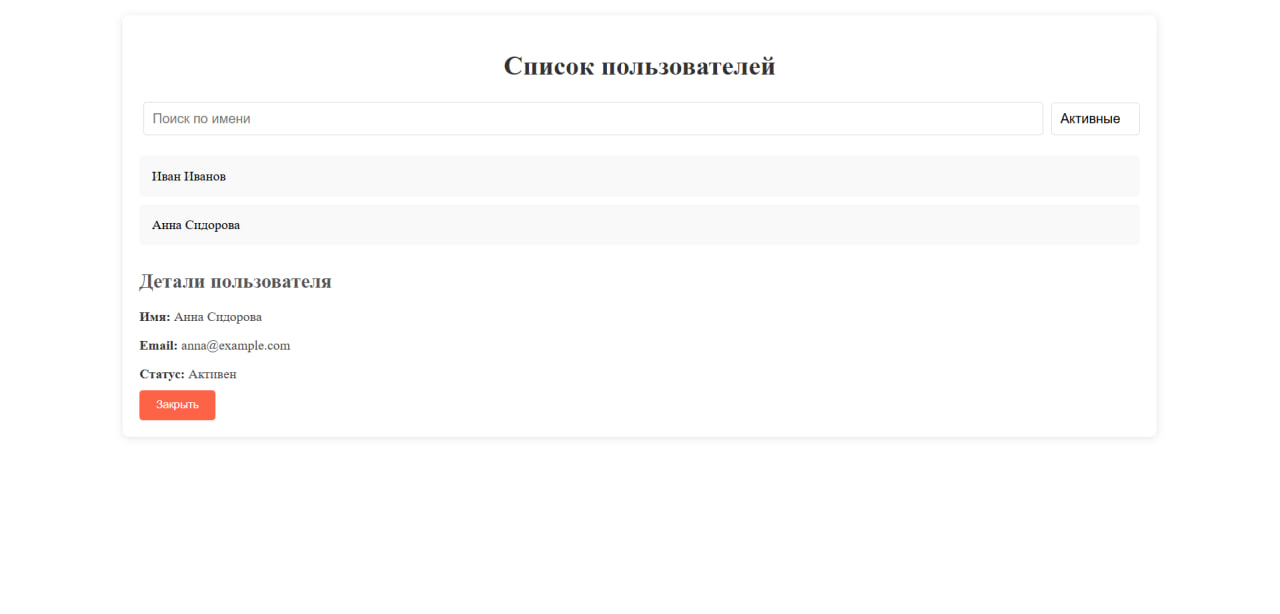 Список пользователей
Поиск по имени Активные
Иван Иванов
Анна Сидорова
Детали пользователя
Имя: Анна Сидорова
Email: anna@example.com
Статус: Активен
Закрыть